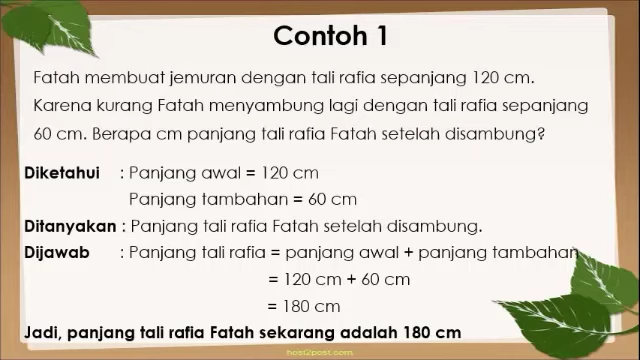 Contoh 1
Fatah membuat jemuran dengan tali rafia sepanjang 120 cm.
Karena kurang Fatah menyambung lagi dengan tali rafia sepanjang
60 cm. Berapa cm panjang tali rafia Fatah setelah disambung?
Diketahui : Panjang awal = 120 cm
Panjang tambahan = 60 cm
Ditanyakan : Panjang tali rafia Fatah setelah disambung.
Dijawab : Panjang tali rafia = panjang awal + panjang tambahan
= 120 cm + 60 cm
= 180 cm
Jadi, panjang tali rafia Fatah sekarang adalah 180 cm
host2post.com